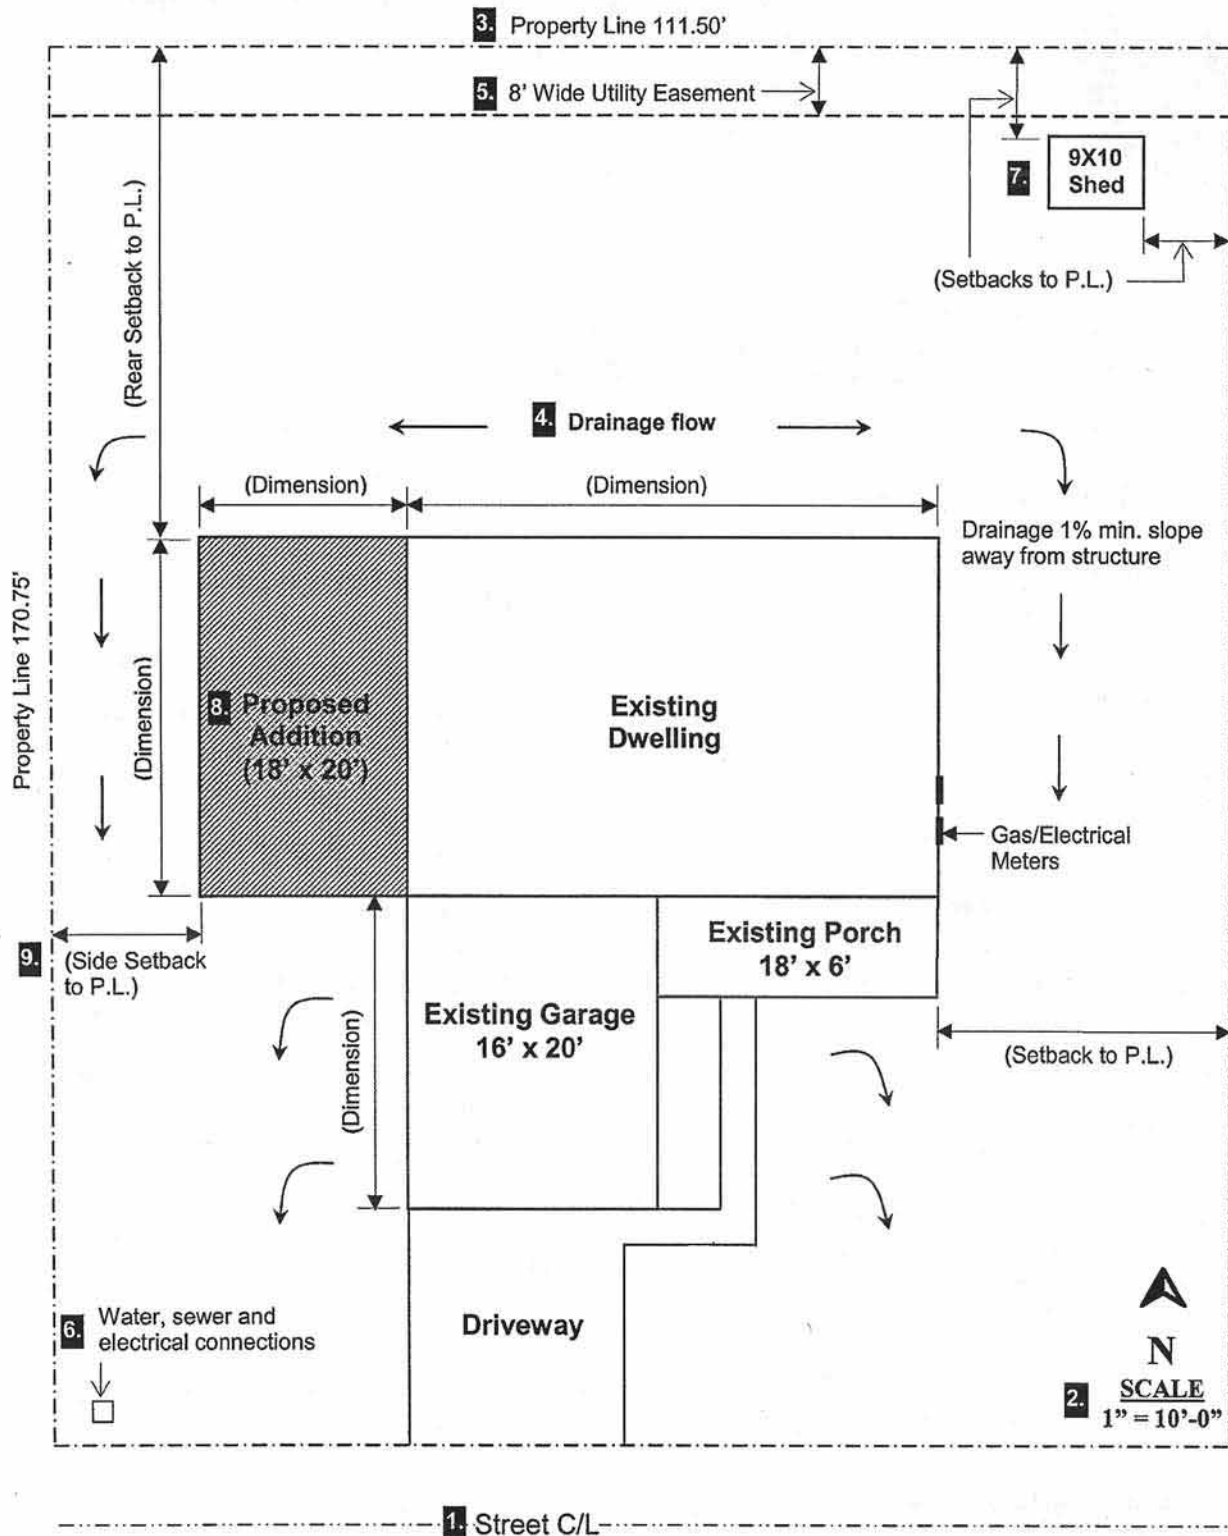 3. Property Line 111.50'
5. 8' Wide Utility Easement
7.
9X10
Shed
(Setbacks to P.L.)
(Rear Setback to P.L.)
4. Drainage flow
(Dimension)
(Dimension)
Drainage 1% min. slope
away from structure
Property Line 170.75'
(Dimension)
8. Proposed
Addition
(18' x 20')
Existing
Dwelling
Gas/Electrical
Meters
9. (Side Setback
to P.L.)
Existing Porch
18' x 6'
Existing Garage
16' x 20'
(Dimension)
(Setback to P.L.)
6. Water, sewer and
electrical connections
Driveway
N
2. SCALE
1" = 10'-0"
1. Street C/L